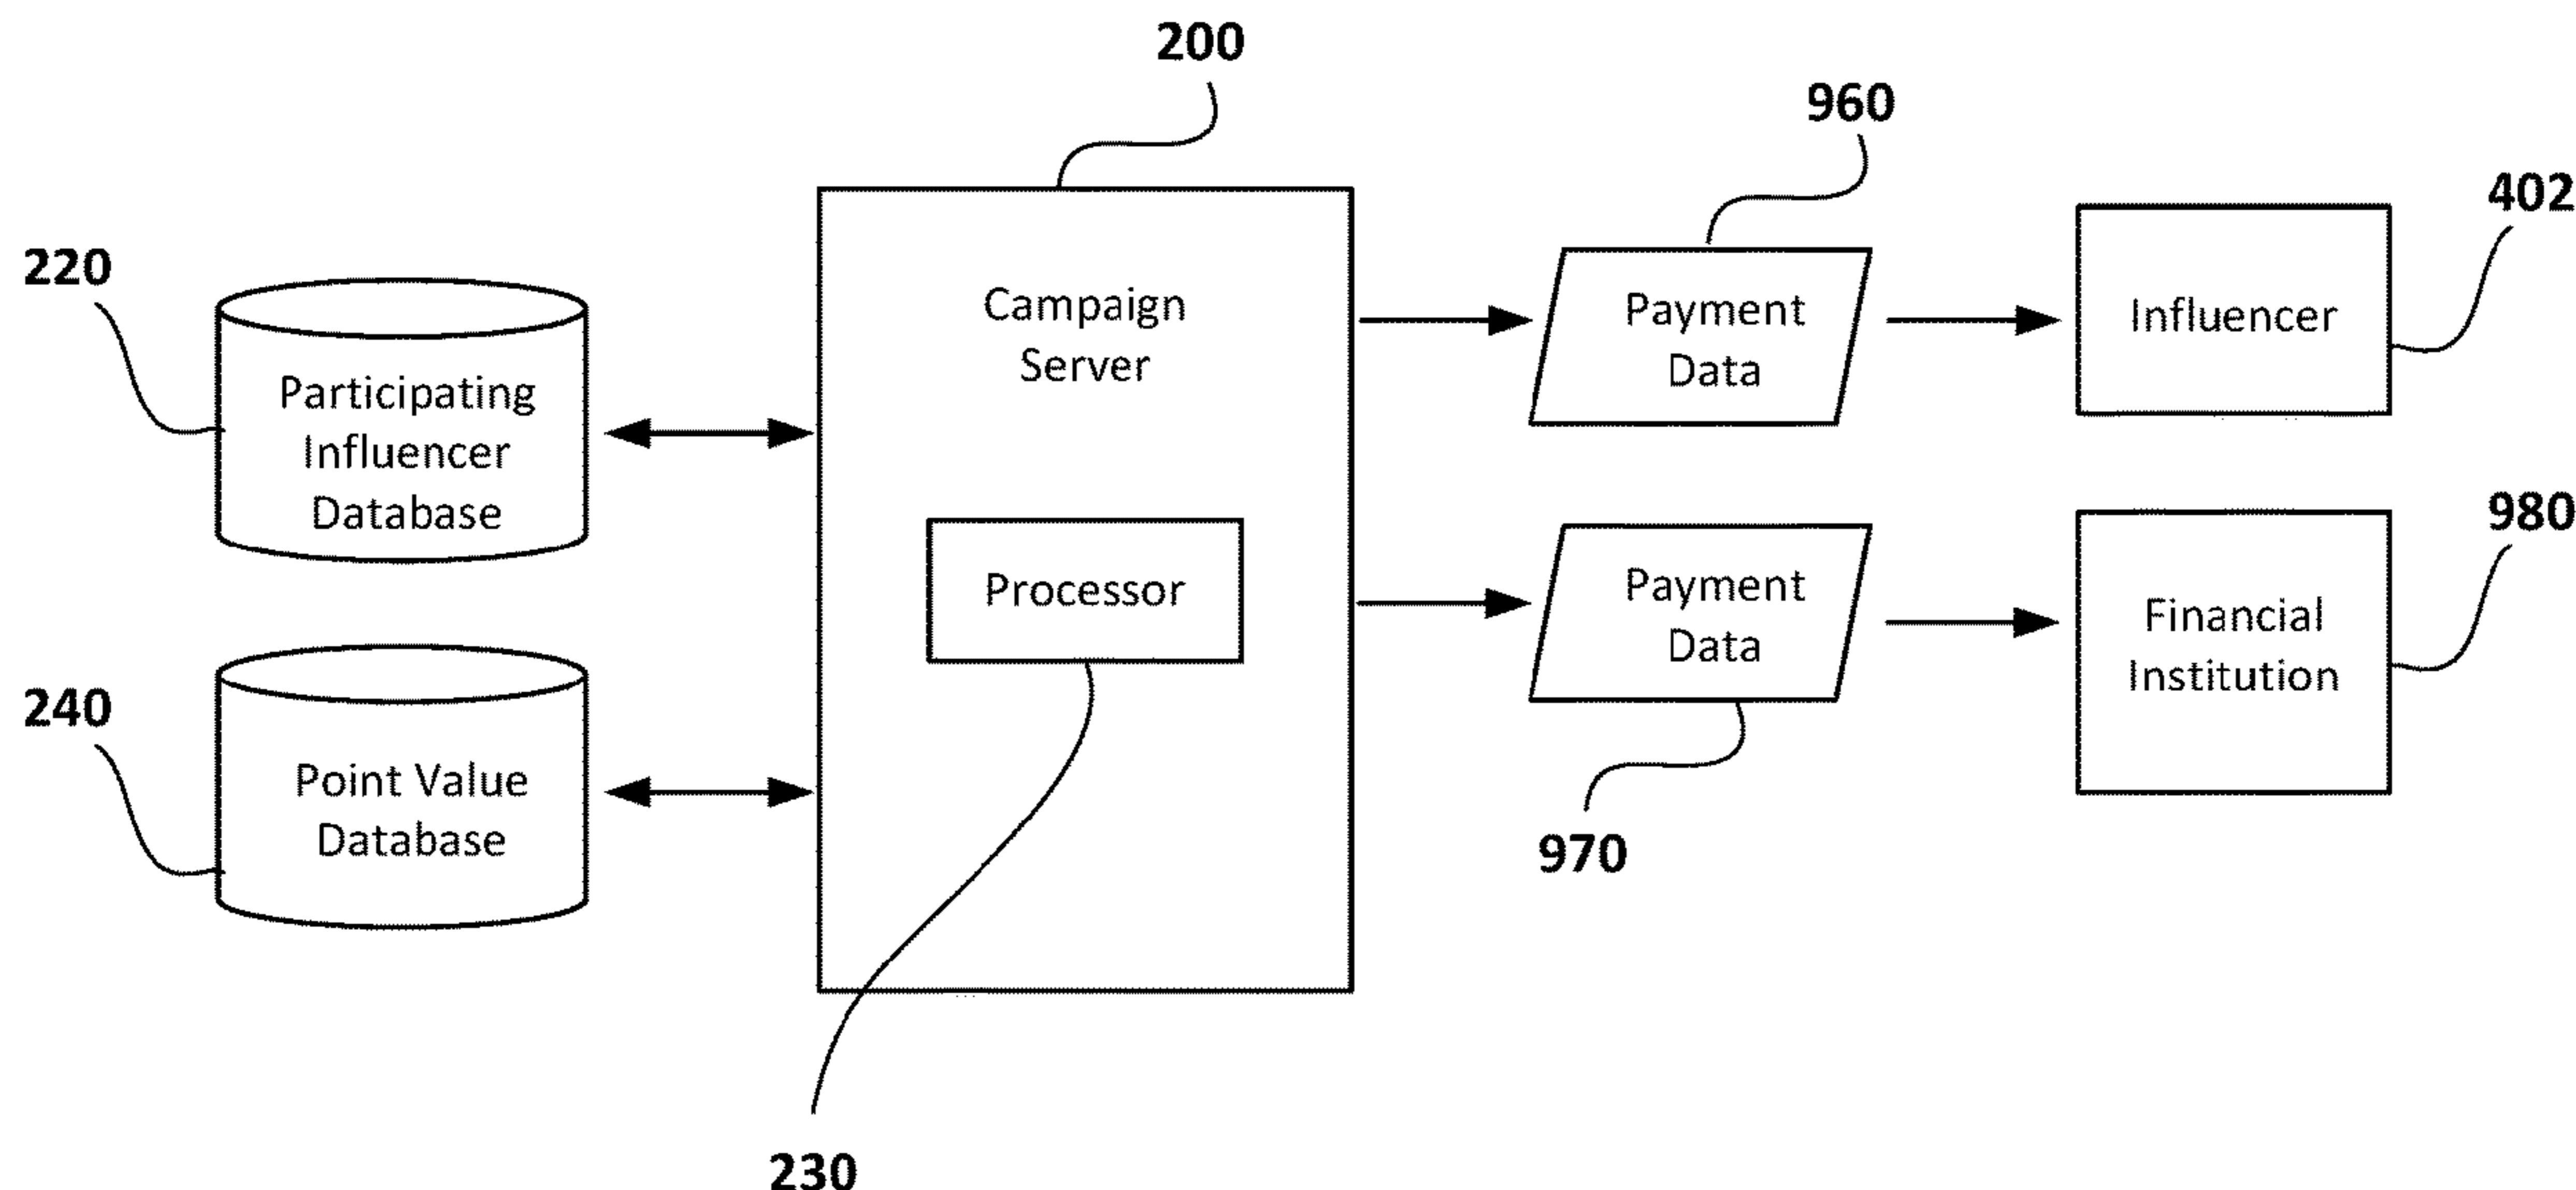 200
960
402
220
Campaign
Server
Payment
Data
Influencer
Participating
Influencer
Database
980
Processor
Payment
Data
Financial
Institution
240
Point Value
Database
970
230